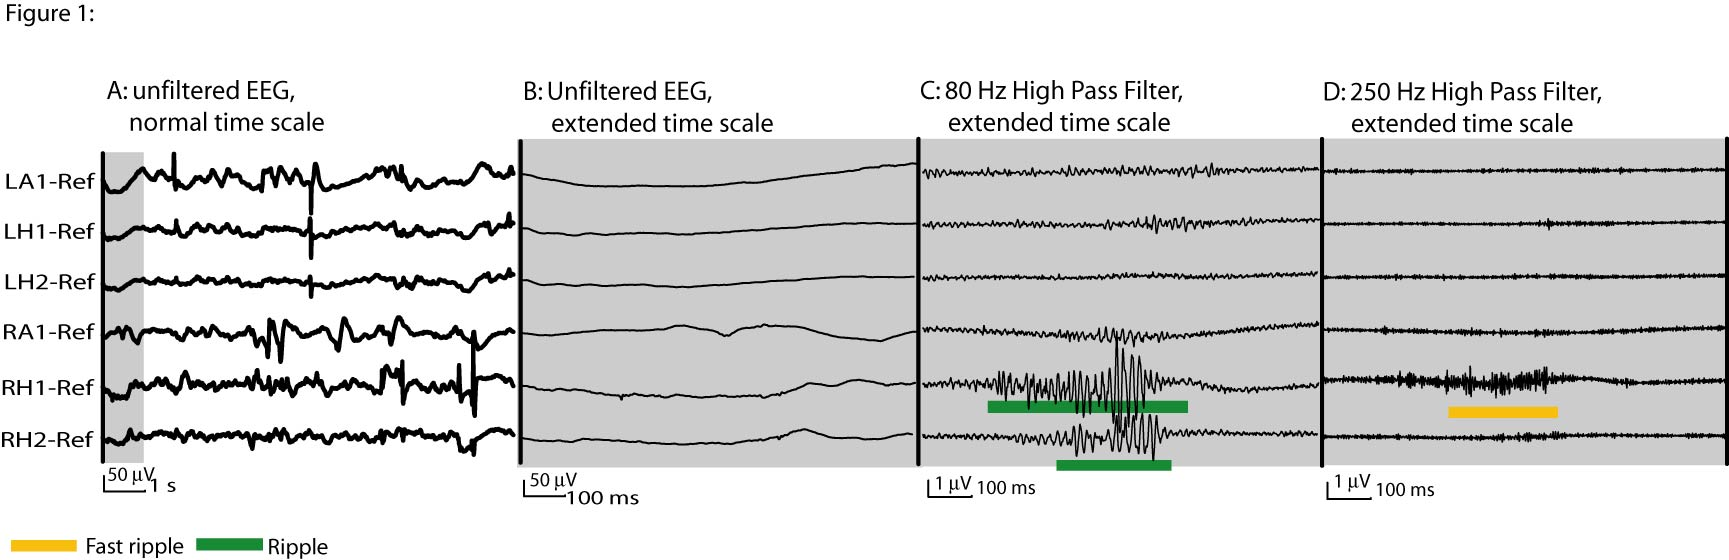 Figure 1:
A: unfiltered EEG,
normal time scale
B: Unfiltered EEG,
extended time scale
C: 80 Hz High Pass Filter,
extended time scale
D: 250 Hz High Pass Filter,
extended time scale
LA1-Ref
LH1-Ref
LH2-Ref
RA1-Ref
RH1-Ref
RH2-Ref
50 μV
1 s
50 μV
100 ms
1 μV 100 ms
1 μV 100 ms
Fast ripple
Ripple